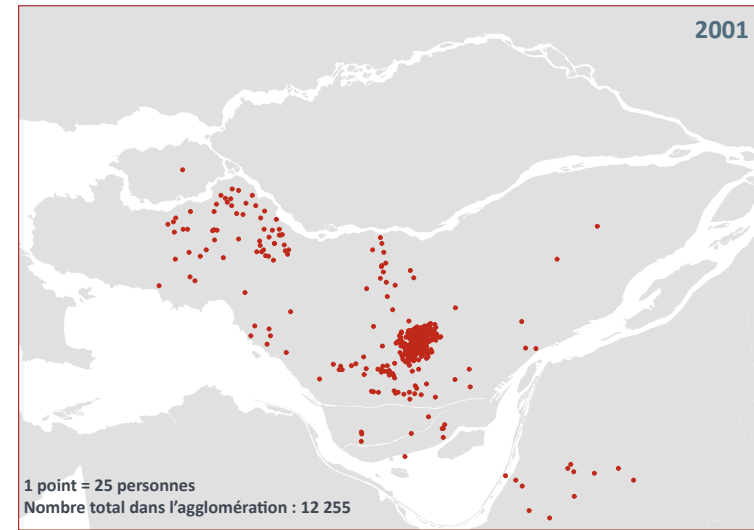 2001
1 point = 25 personnes
Nombre total dans l’agglomération : 12 255